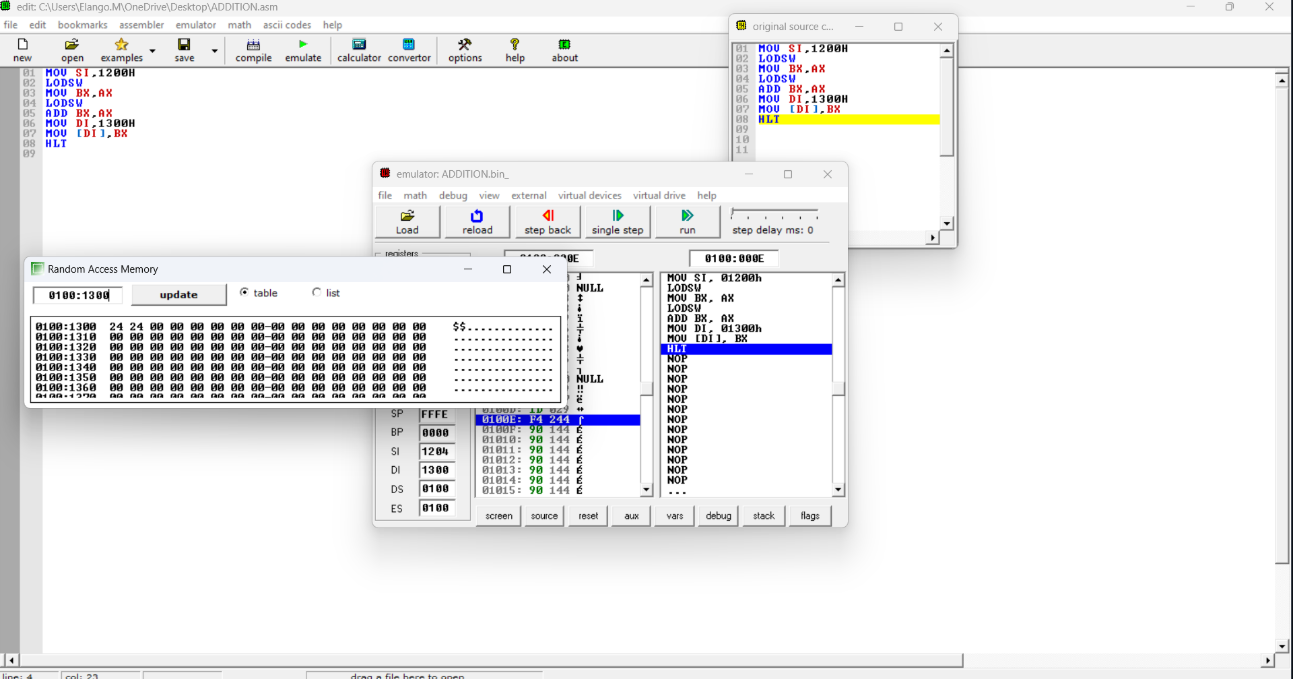 edit: C:\Users\Elango.M\OneDrive\Desktop\ADDITION.asm
file edit bookmarks assembler emulator math ascii codes help
new open examples save compile emulate calculator convertor options help about
01 MOV SI,1200H
02 LODSW
03 MOV BX,AX
04 LODSW
05 ADD BX,AX
06 MOV DI,1300H
07 MOV [DI],BX
08 HLT
09
original source c...
01 MOV SI,1200H
02 LODSW
03 MOV BX,AX
04 LODSW
05 ADD BX,AX
06 MOV DI,1300H
07 MOV [DI],BX
08 HLT
09
10
11
emulator: ADDITION.bin_
file math debug view external virtual devices virtual drive help
Load reload step back single step run step delay ms: 0
registers
0100:000E
Random Access Memory
0100:1300 update table list
0100:1300 24 24 00 00 00 00 00 00-00 00 00 00 00 00 00 00 $$..............
0100:1310 00 00 00 00 00 00 00 00-00 00 00 00 00 00 00 00 ................
0100:1320 00 00 00 00 00 00 00 00-00 00 00 00 00 00 00 00 ................
0100:1330 00 00 00 00 00 00 00 00-00 00 00 00 00 00 00 00 ................
0100:1340 00 00 00 00 00 00 00 00-00 00 00 00 00 00 00 00 ................
0100:1350 00 00 00 00 00 00 00 00-00 00 00 00 00 00 00 00 ................
0100:1360 00 00 00 00 00 00 00 00-00 00 00 00 00 00 00 00 ................
NULL
NULL
SP FFFE
BP 0000
SI 1204
DI 1300
DS 0100
ES 0100
0100D: 1D 029 ↔
0100E: F4 244 ⌠
0100F: 90 144 É
01010: 90 144 É
01011: 90 144 É
01012: 90 144 É
01013: 90 144 É
01014: 90 144 É
01015: 90 144 É
MOV SI, 01200h
LODSW
MOV BX, AX
LODSW
ADD BX, AX
MOV DI, 01300h
MOV [DI], BX
HLT
NOP
NOP
NOP
NOP
NOP
NOP
NOP
NOP
NOP
NOP
NOP
NOP
NOP
...
screen source reset aux vars debug stack flags
line: 4 col: 23 drag a file here to open